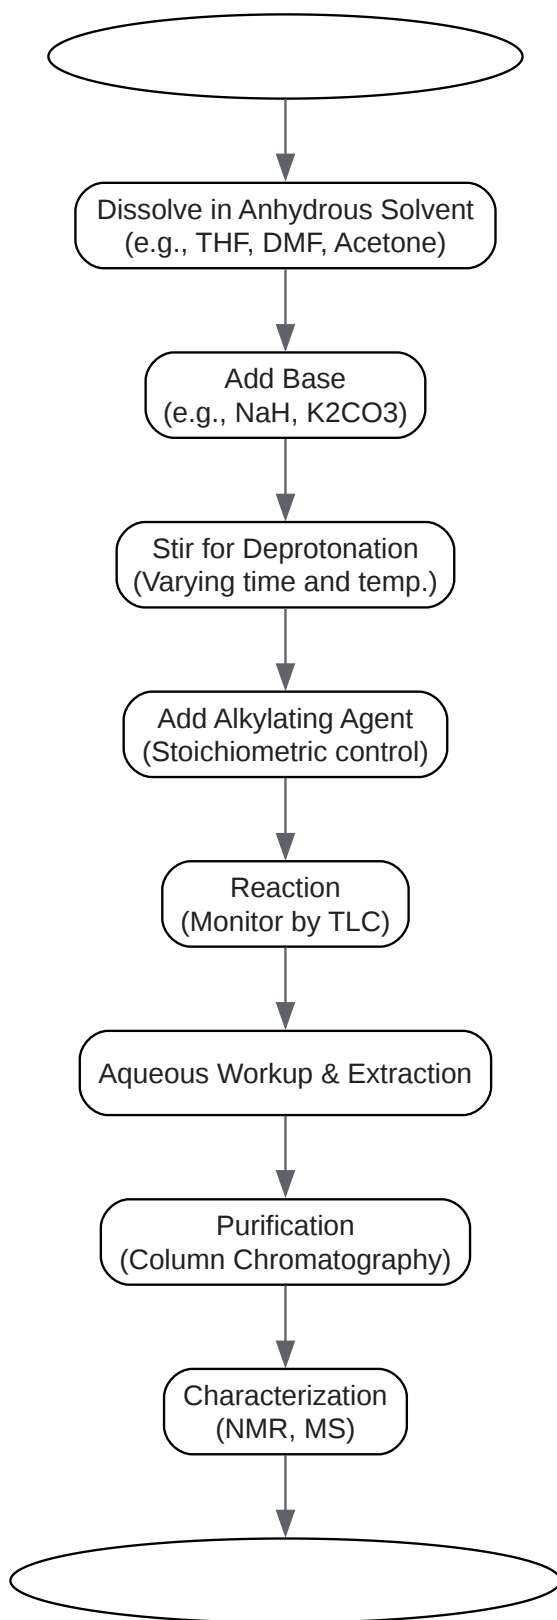 Dissolve in Anhydrous Solvent
(e.g., THF, DMF, Acetone)
Add Base
(e.g., NaH, K2CO3)
Stir for Deprotonation
(Varying time and temp.)
Add Alkylating Agent
(Stoichiometric control)
Reaction
(Monitor by TLC)
Aqueous Workup & Extraction
Purification
(Column Chromatography)
Characterization
(NMR, MS)